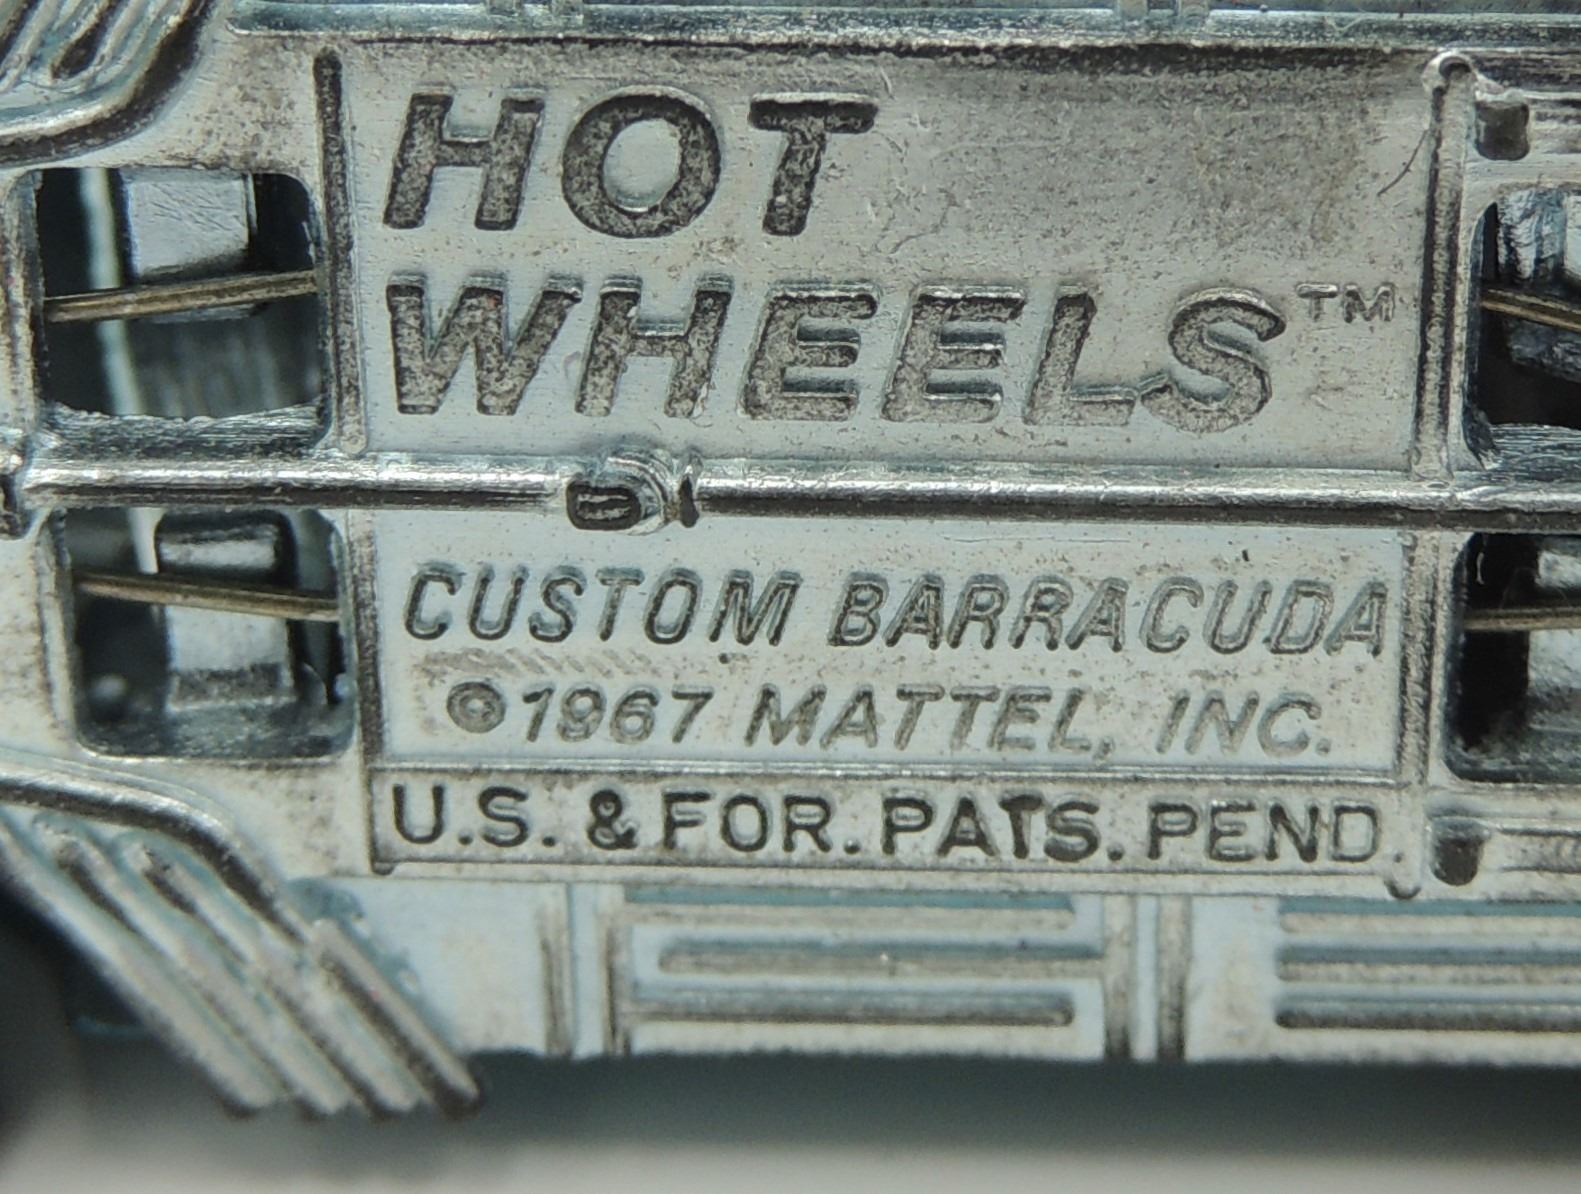 HOT
WHEELS™
CUSTOM BARRACUDA
©1967 MATTEL, INC.
U.S. & FOR. PATS. PEND.